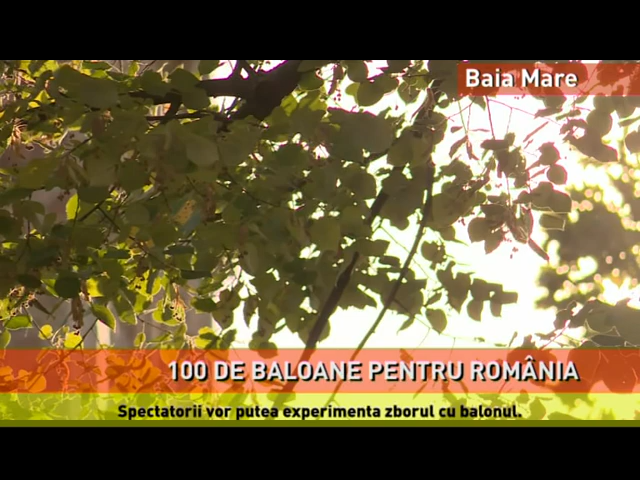 Baia Mare
100 DE BALOANE PENTRU ROMÂNIA
Spectatorii vor putea experimenta zborul cu balonul.